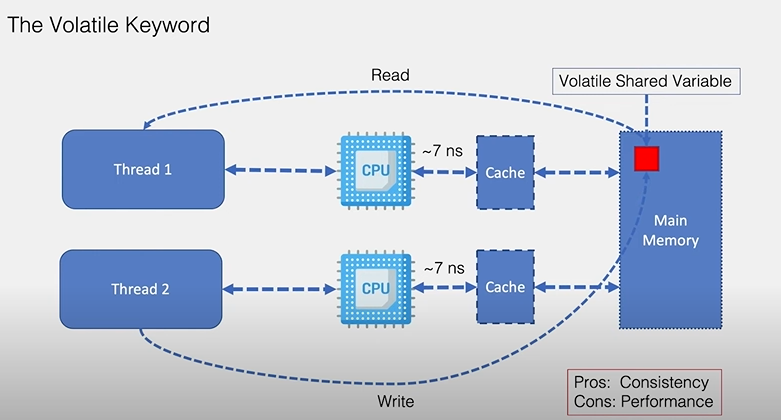 The Volatile Keyword
Read
Volatile Shared Variable
Thread 1
CPU
~7 ns
Cache
Main
Memory
Thread 2
CPU
~7 ns
Cache
Write
Pros: Consistency
Cons: Performance